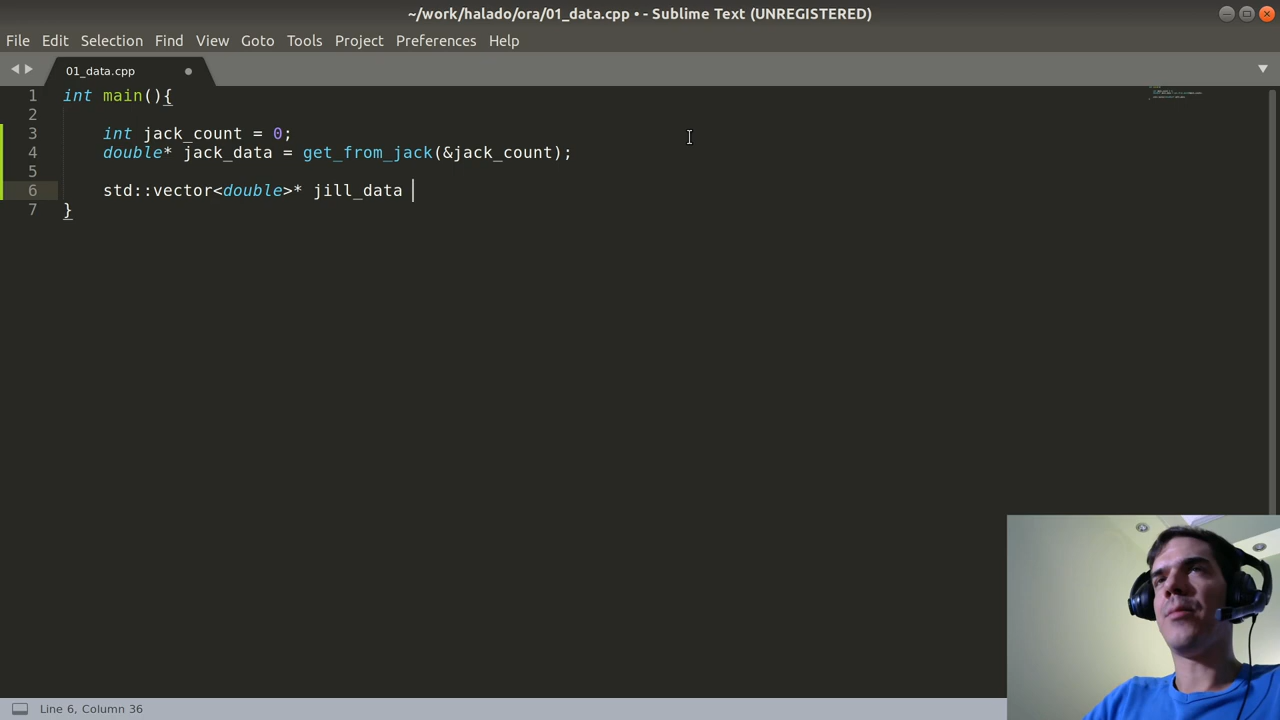 ~/work/halado/ora/01_data.cpp • - Sublime Text (UNREGISTERED)
File Edit Selection Find View Goto Tools Project Preferences Help
01_data.cpp
1 int main(){
2
3 int jack_count = 0;
4 double* jack_data = get_from_jack(&jack_count);
5
6 std::vector<double>* jill_data
7 }
Line 6, Column 36